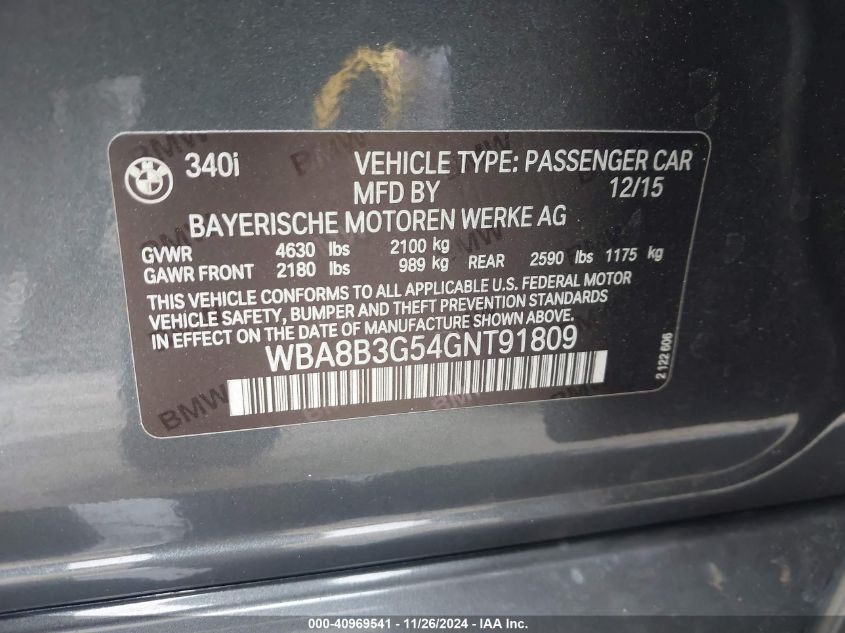 340i VEHICLE TYPE: PASSENGER CAR
MFD BY 12/15
BAYERISCHE MOTOREN WERKE AG
GVWR 4630 lbs 2100 kg
GAWR FRONT 2180 lbs 989 kg REAR 2590 lbs 1175 kg
THIS VEHICLE CONFORMS TO ALL APPLICABLE U.S. FEDERAL MOTOR
VEHICLE SAFETY, BUMPER AND THEFT PREVENTION STANDARDS
IN EFFECT ON THE DATE OF MANUFACTURE SHOWN ABOVE.
WBA8B3G54GNT91809
2 122 606
BMW
000-40969541 - 11/26/2024 - IAA Inc.